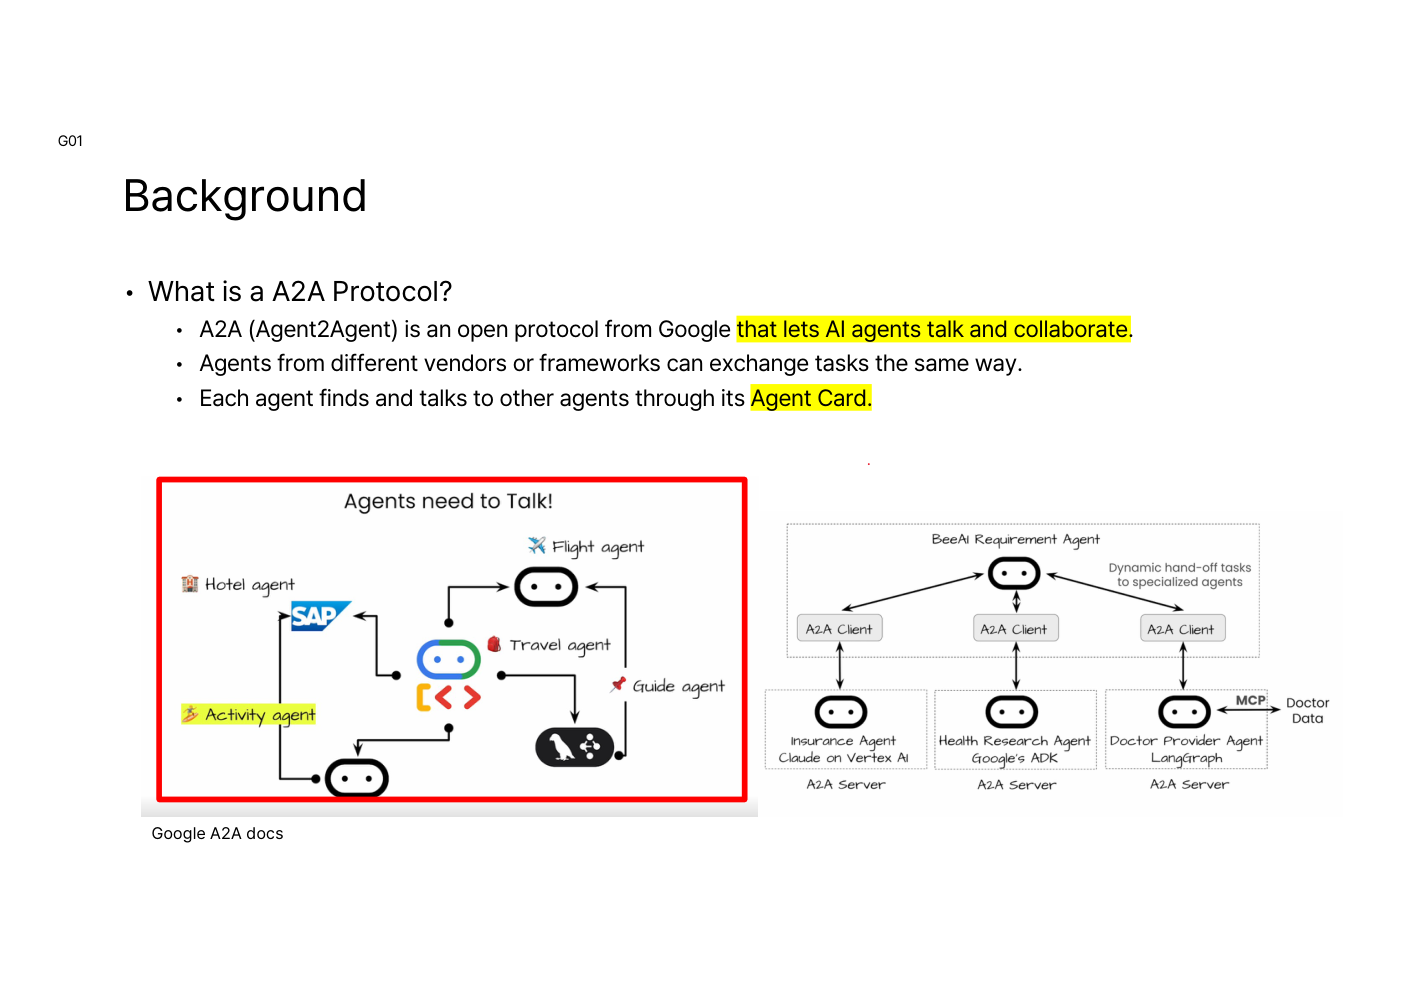 G01
Background
• What is a A2A Protocol?
• A2A (Agent2Agent) is an open protocol from Google that lets AI agents talk and collaborate.
• Agents from different vendors or frameworks can exchange tasks the same way.
• Each agent finds and talks to other agents through its Agent Card.
Agents need to Talk!
Flight agent
Hotel agent
SAP
Travel agent
Guide agent
Activity agent
Google A2A docs
BeeAI Requirement Agent
Dynamic hand-off tasks
to specialized agents
A2A Client
A2A Client
A2A Client
MCP
Doctor
Data
Insurance Agent
Claude on Vertex AI
Health Research Agent
Google's ADK
Doctor Provider Agent
LangGraph
A2A Server
A2A Server
A2A Server